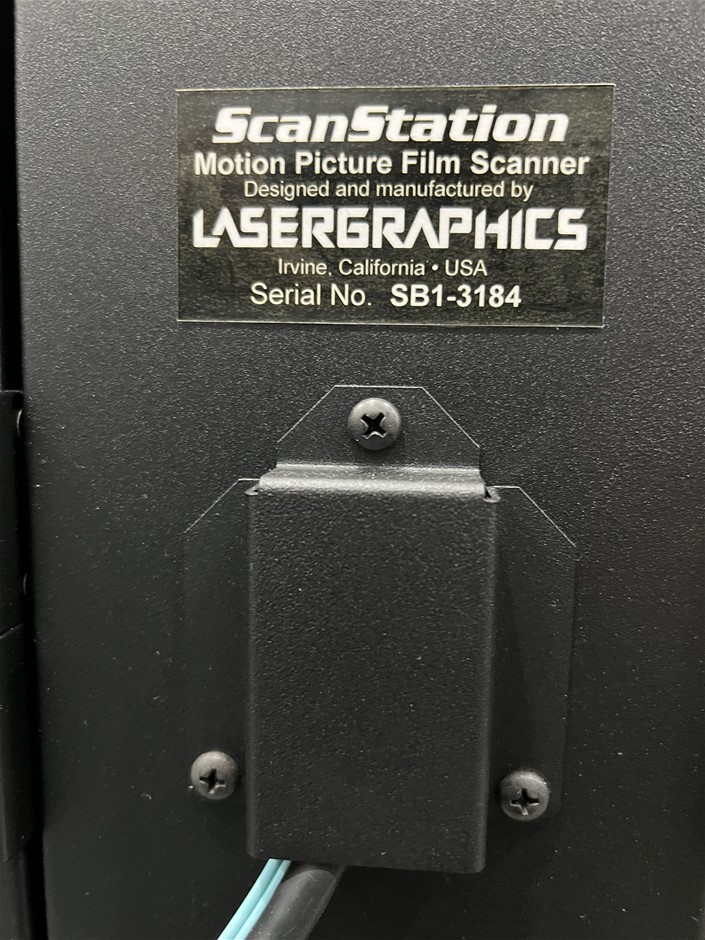 ScanStation
Motion Picture Film Scanner
Designed and manufactured by
LASERGRAPHICS
Irvine, California • USA
Serial No. SB1-3184